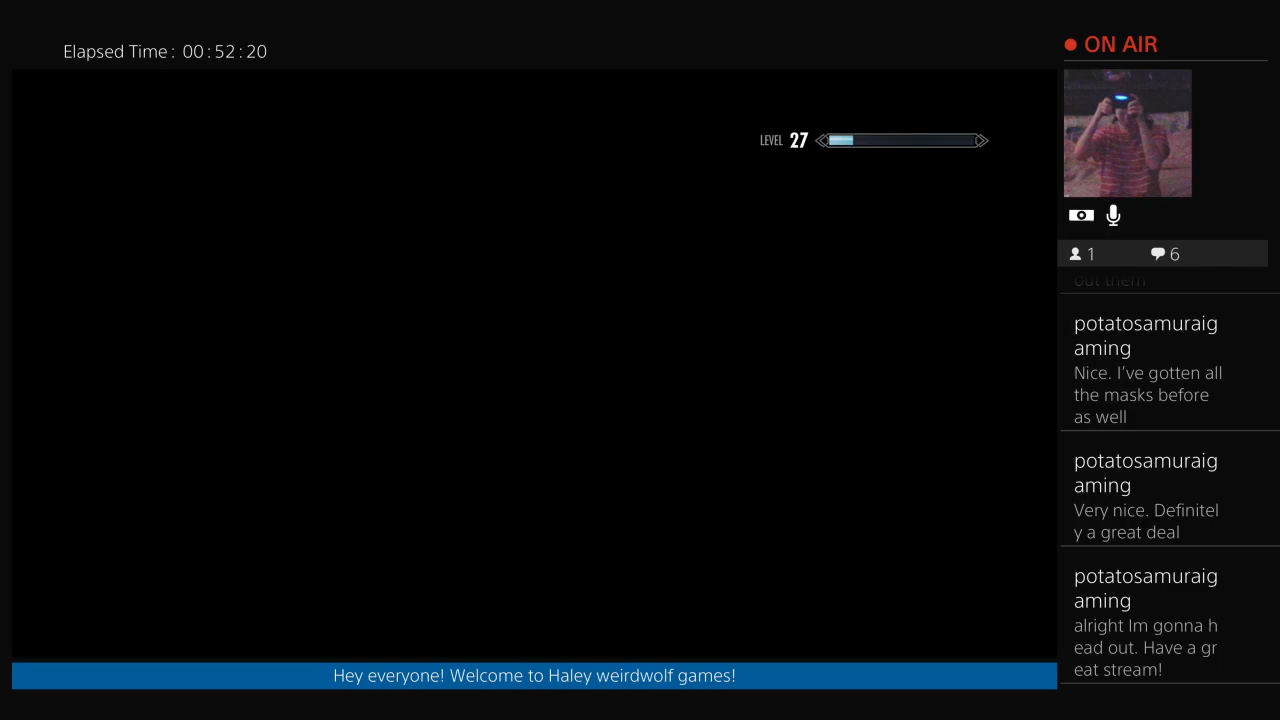 Elapsed Time: 00:52:20
ON AIR
LEVEL 27
1 6
out them
potatosamuraig
aming
Nice. I've gotten all
the masks before
as well
potatosamuraig
aming
Very nice. Definitel
y a great deal
potatosamuraig
aming
alright Im gonna h
ead out. Have a gr
eat stream!
Hey everyone! Welcome to Haley weirdwolf games!